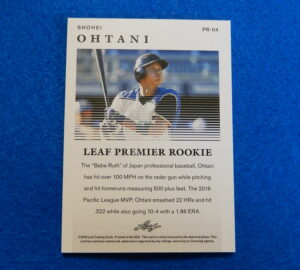 SHOHEI
OHTANI
PR-04
LEAF PREMIER ROOKIE
The "Babe Ruth" of Japan professional baseball, Ohtani
has hit over 100 MPH on the radar gun while pitching
and hit homeruns measuring 500 plus feet. The 2016
Pacific League MVP, Ohtani smashed 22 HRs and hit
.322 while also going 10-4 with a 1.86 ERA.
Leaf